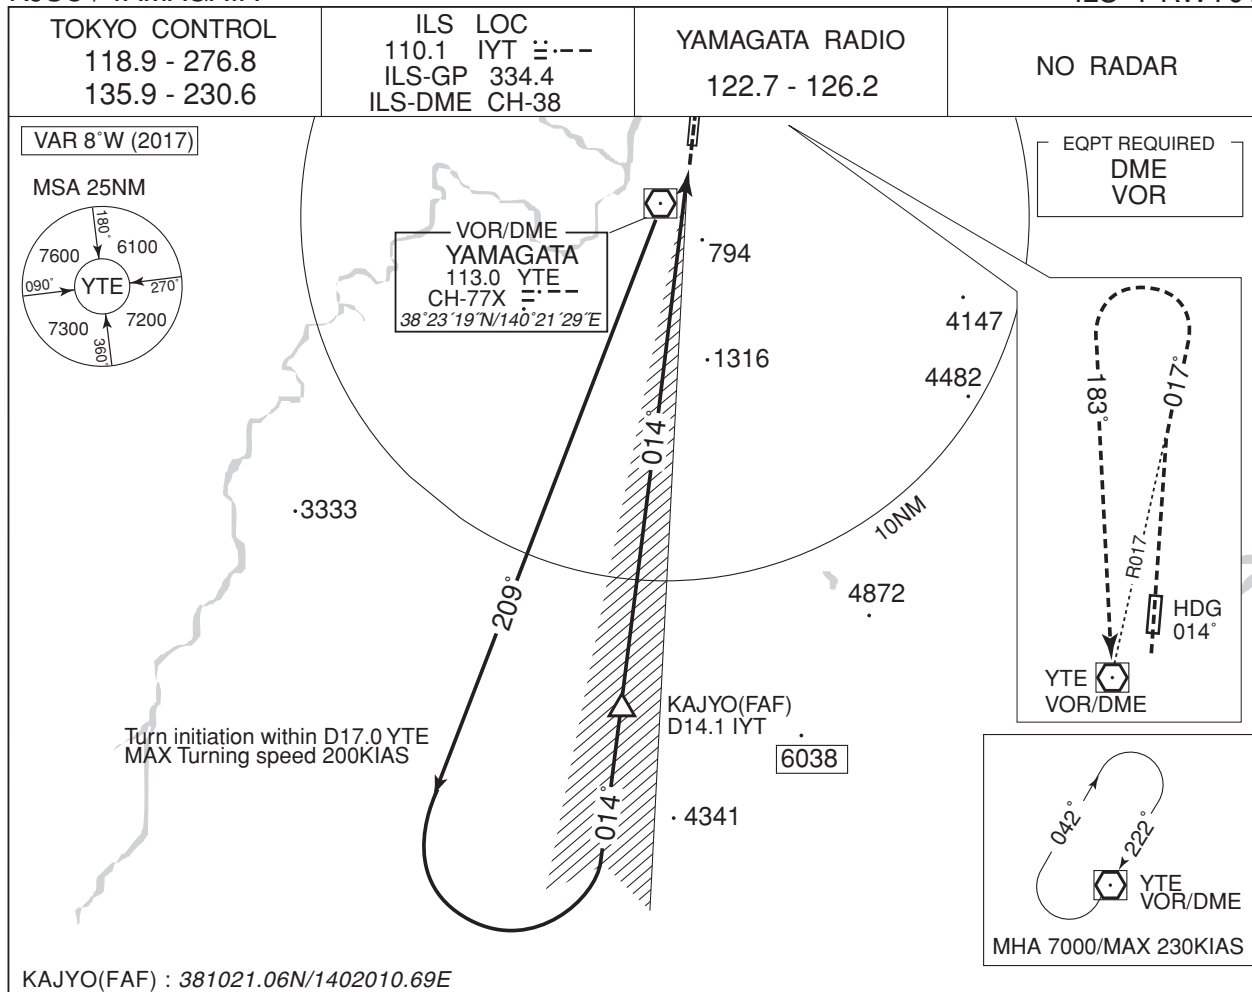 TOKYO CONTROL
118.9 - 276.8
135.9 - 230.6
ILS LOC
110.1 IYT
ILS-GP 334.4
ILS-DME CH-38
YAMAGATA RADIO
122.7 - 126.2
NO RADAR
VAR 8°W (2017)
MSA 25NM
180°
7600
6100
090°
YTE
270°
7300
7200
360°
VOR/DME
YAMAGATA
113.0 YTE
CH-77X
38°23´19˝N/140°21´29˝E
794
1316
4147
4482
3333
014°
10NM
209°
4872
KAJYO(FAF)
D14.1 IYT
6038
Turn initiation within D17.0 YTE
MAX Turning speed 200KIAS
014°
4341
EQPT REQUIRED
DME
VOR
183°
017°
R017
HDG
014°
YTE
VOR/DME
042°
222°
YTE
VOR/DME
MHA 7000/MAX 230KIAS
KAJYO(FAF) : 381021.06N/1402010.69E